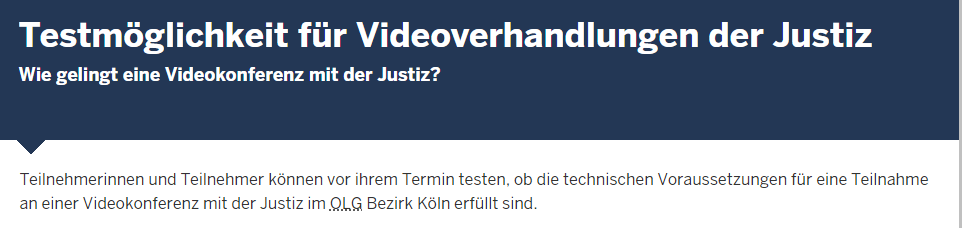 Testmöglichkeit für Videoverhandlungen der Justiz
Wie gelingt eine Videokonferenz mit der Justiz?
Teilnehmerinnen und Teilnehmer können vor ihrem Termin testen, ob die technischen Voraussetzungen für eine Teilnahme
an einer Videokonferenz mit der Justiz im OLG Bezirk Köln erfüllt sind.